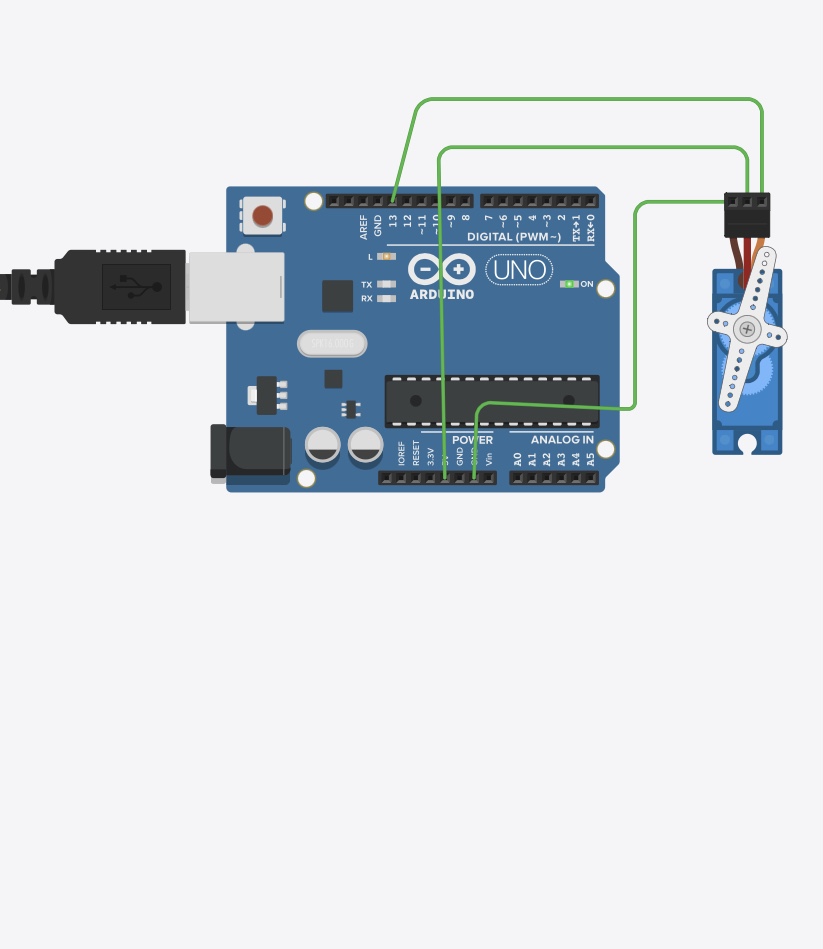 AREF
GND
13
12
~11
~10
~9
8
7
~6
~5
4
~3
2
TX→1
RX←0
DIGITAL (PWM~)
L
TX
RX
ARDUINO
UNO
ON
POWER
ANALOG IN
IOREF
RESET
3.3V
5V
GND
GND
Vin
A0
A1
A2
A3
A4
A5